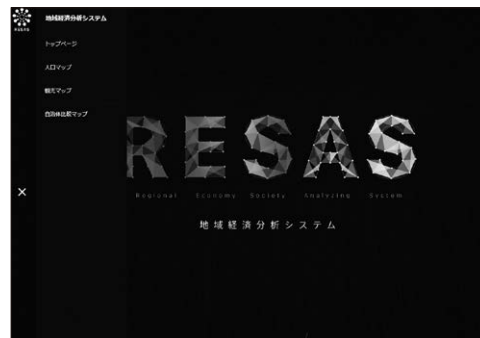 RESAS
地域経済分析システム
トップページ
人口マップ
観光マップ
自治体比較マップ
RESAS
Regional Economy Society Analyzing System
地域経済分析システム